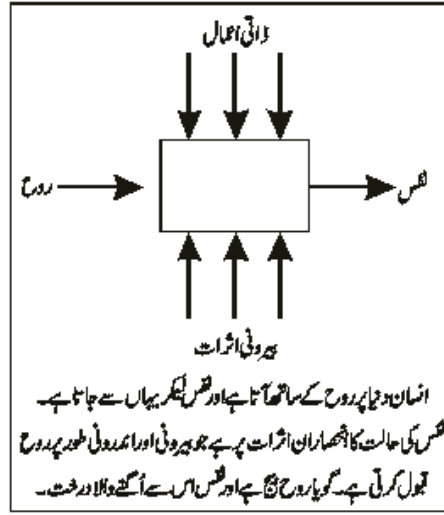 ذاتی اعمال
روح
نفس
بیرونی اثرات
انسان دنیا پر روح کے ساتھ آتا ہے اور نفس لیکر یہاں سے جاتا ہے۔
نفس کی حالت کا انحصار ان اثرات پر ہے جو بیرونی اور اندرونی طور پر روح
قبول کرتی ہے۔ گویا روح بیج ہے اور نفس اس سے اُگنے والا درخت۔